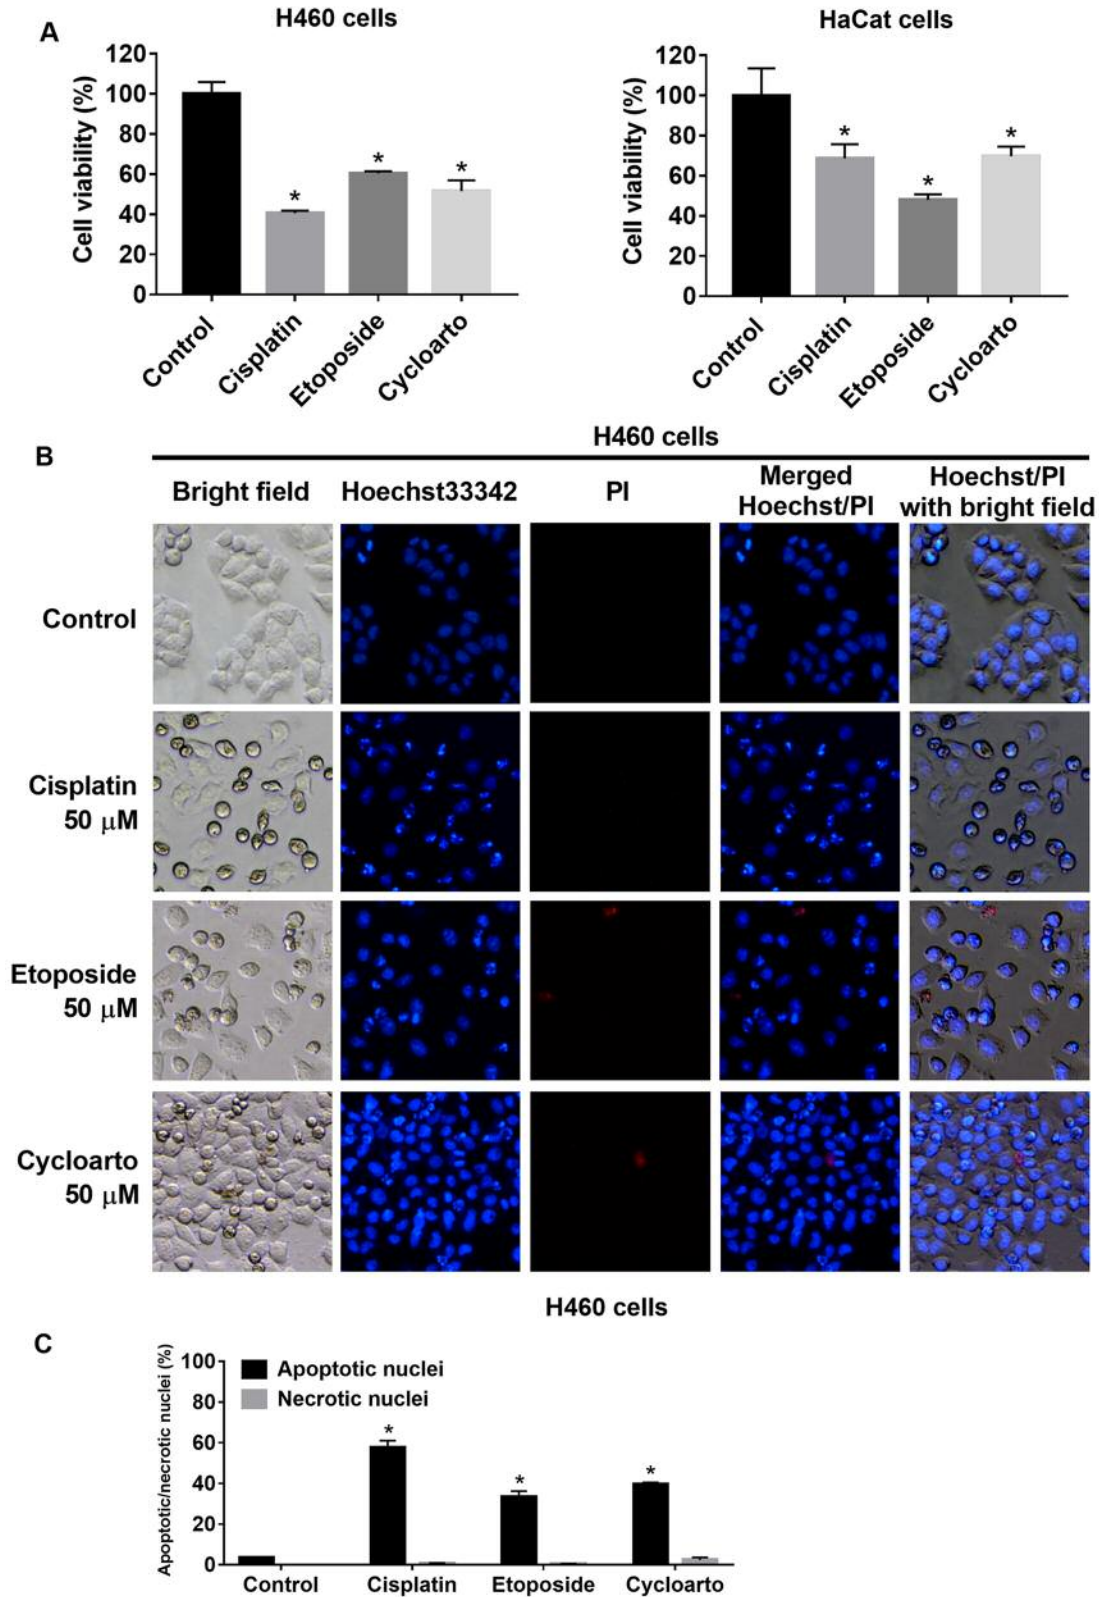 A
H460 cells
Cell viability (%)
120
100
80
60
40
20
0
*
*
*
Control
Cisplatin
Etoposide
Cycloarto
HaCat cells
Cell viability (%)
120
100
80
60
40
20
0
*
*
*
Control
Cisplatin
Etoposide
Cycloarto
B
H460 cells
Bright field
Hoechst33342
PI
Merged
Hoechst/PI
Hoechst/PI
with bright field
Control
Cisplatin
50 μM
Etoposide
50 μM
Cycloarto
50 μM
C
H460 cells
Apoptotic/necrotic nuclei (%)
100
80
60
40
20
0
Apoptotic nuclei
Necrotic nuclei
*
*
*
Control
Cisplatin
Etoposide
Cycloarto